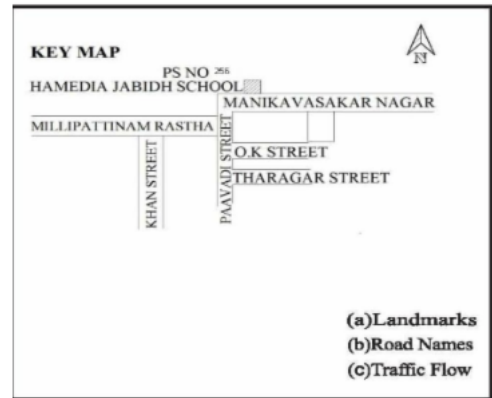 N
KEY MAP
PS NO 256
HAMEDIA JABIDH SCHOOL
MANIKAVASAKAR NAGAR
MILLIPATTINAM RASTHA
KHAN STREET
PAAVADI STREET
O.K STREET
THARAGAR STREET
(a)Landmarks
(b)Road Names
(c)Traffic Flow